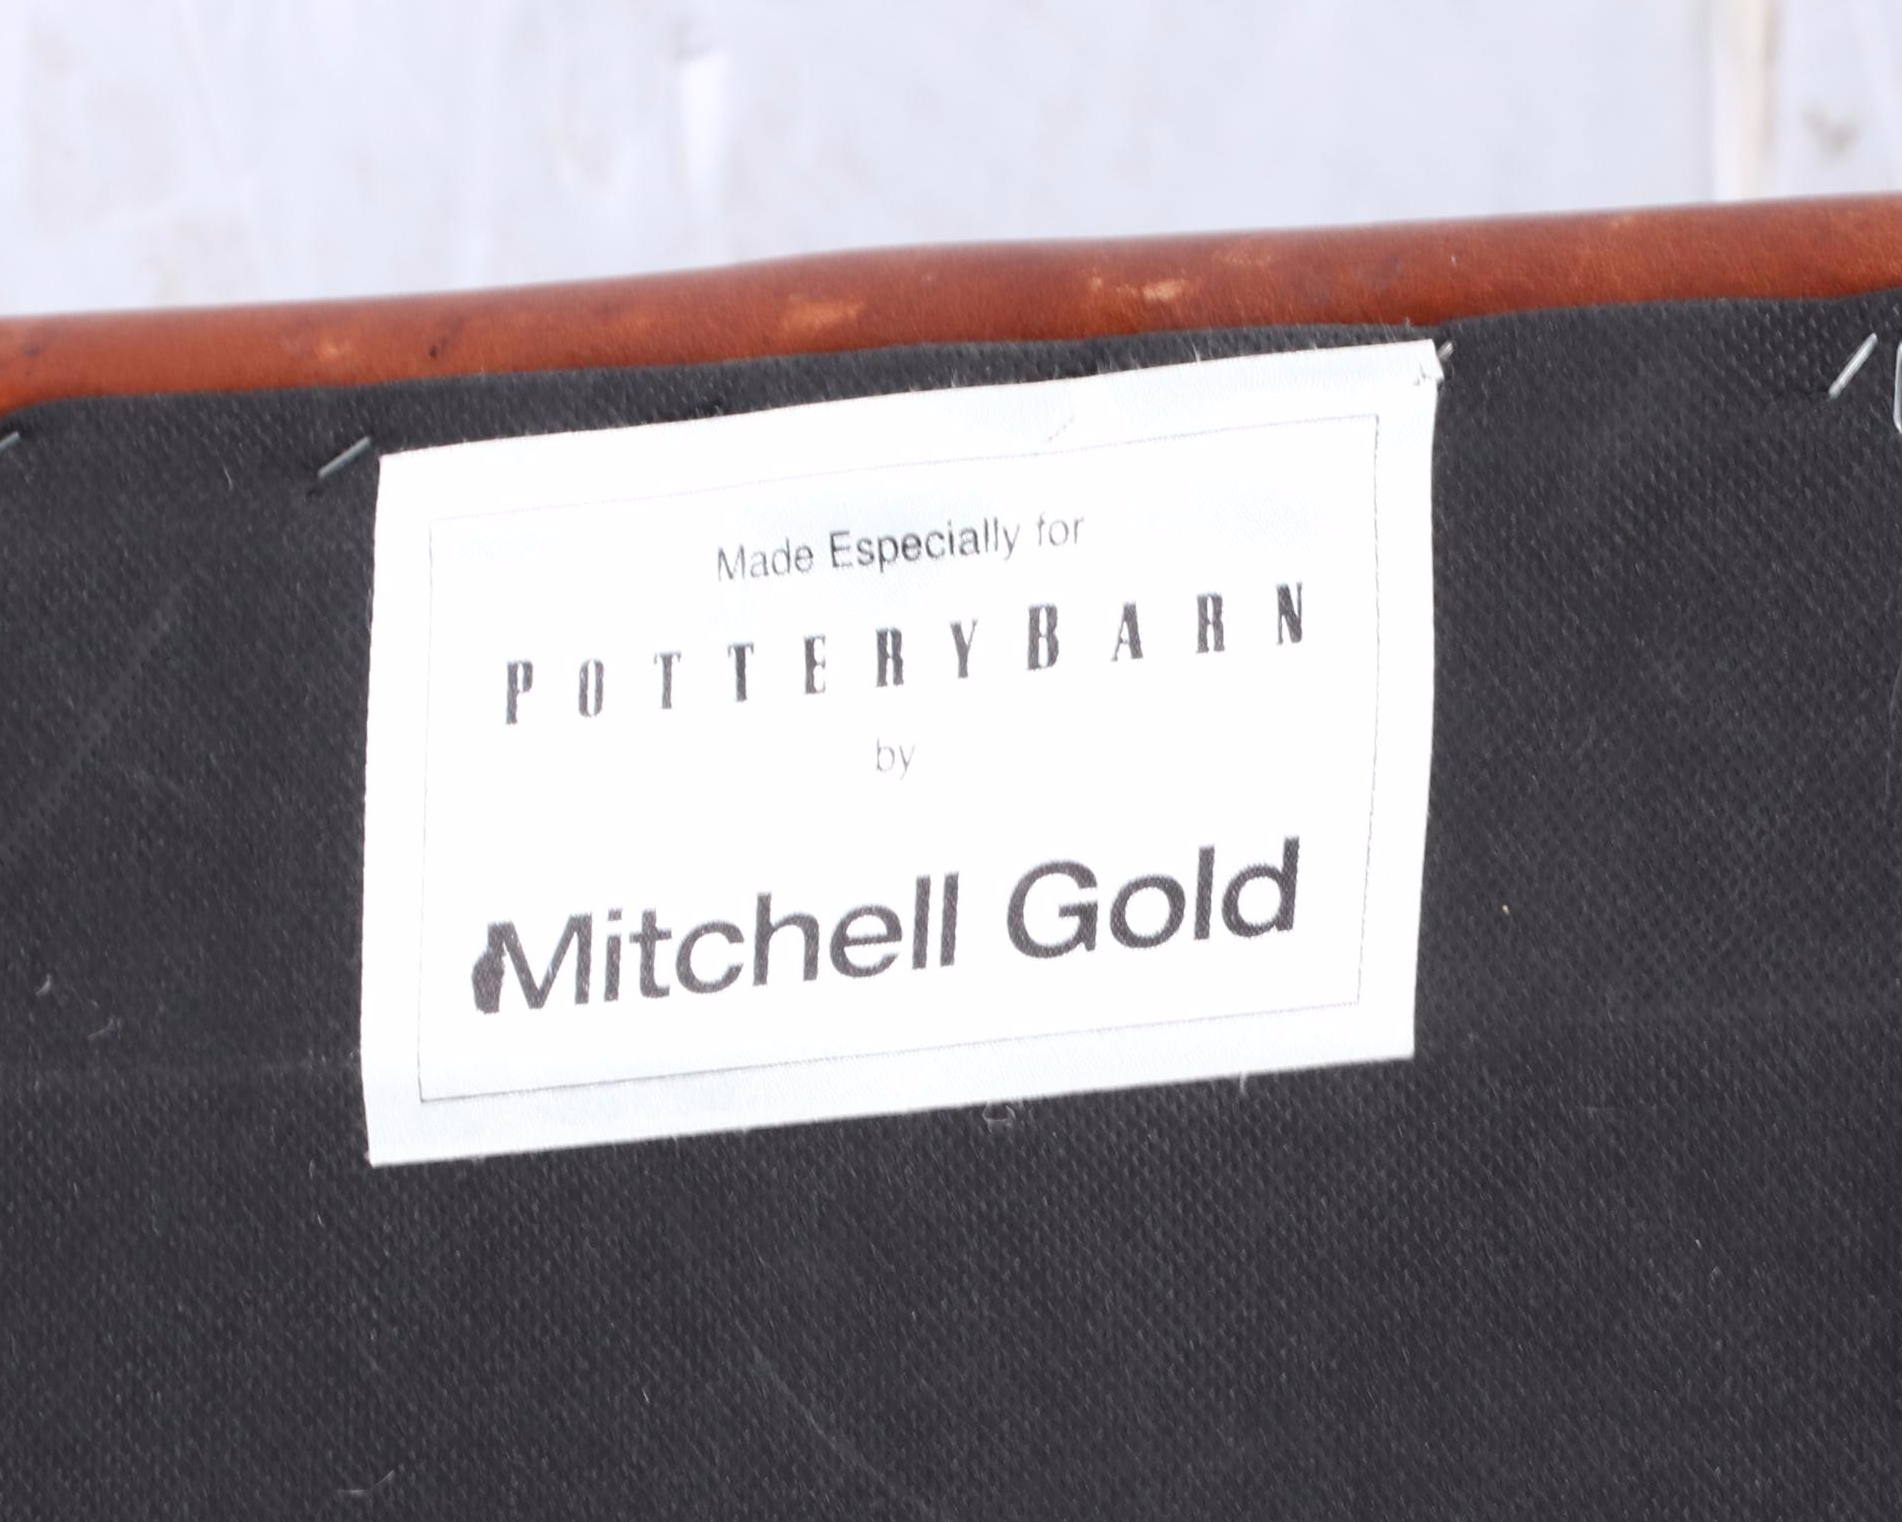 Made Especially for
POTTERYBARN
by
Mitchell Gold